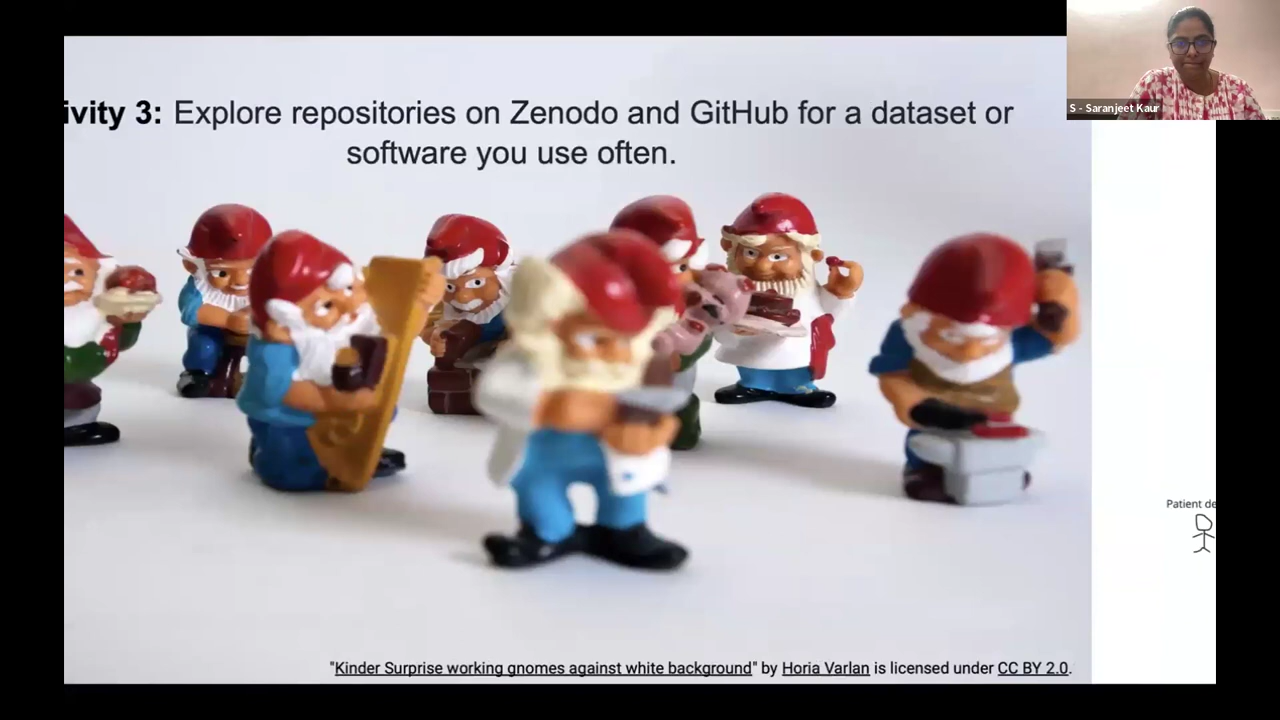 ivity 3: Explore repositories on Zenodo and GitHub for a dataset or
software you use often.
S - Saranjeet Kaur
Patient de
"Kinder Surprise working gnomes against white background" by Horia Varlan is licensed under CC BY 2.0.